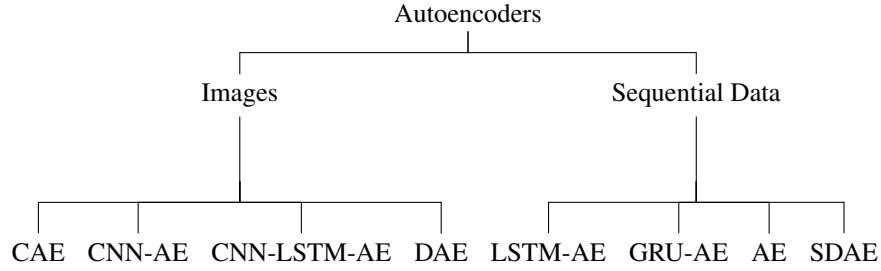 Autoencoders
Images Sequential Data
CAE CNN-AE CNN-LSTM-AE DAE LSTM-AE GRU-AE AE SDAE